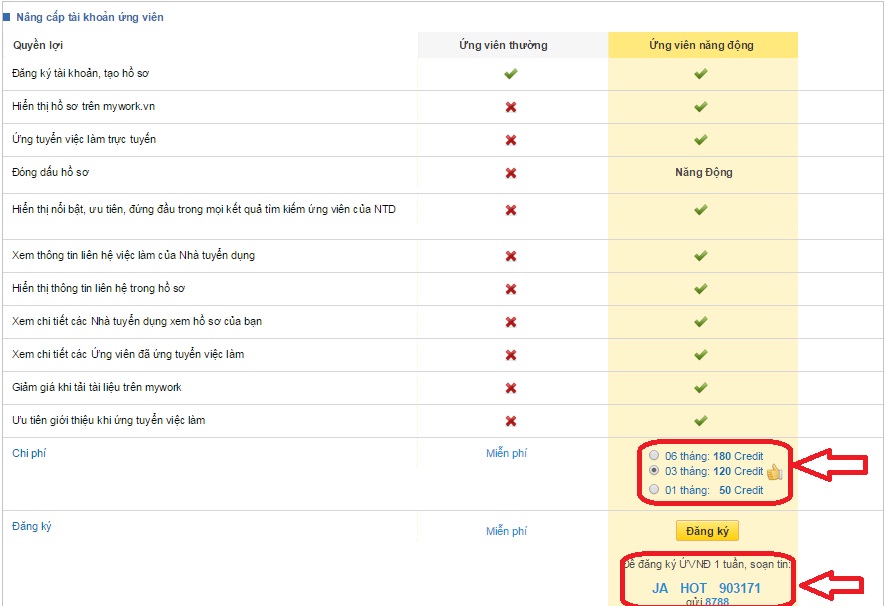 Nâng cấp tài khoản ứng viên
Quyền lợi Ứng viên thường Ứng viên năng động
Đăng ký tài khoản, tạo hồ sơ
Hiển thị hồ sơ trên mywork.vn
Ứng tuyển việc làm trực tuyến
Đóng dấu hồ sơ Năng Động
Hiển thị nổi bật, ưu tiên, đứng đầu trong mọi kết quả tìm kiếm ứng viên của NTD
Xem thông tin liên hệ việc làm của Nhà tuyển dụng
Hiển thị thông tin liên hệ trong hồ sơ
Xem chi tiết các Nhà tuyển dụng xem hồ sơ của bạn
Xem chi tiết các Ứng viên đã ứng tuyển việc làm
Giảm giá khi tải tài liệu trên mywork
Ưu tiên giới thiệu khi ứng tuyển việc làm
Chi phí Miễn phí
06 tháng: 180 Credit
03 tháng: 120 Credit
01 tháng: 50 Credit
Đăng ký Miễn phí Đăng ký
Để đăng ký ƯVNĐ 1 tuần, soạn tin:
JA HOT 903171
gửi 8788